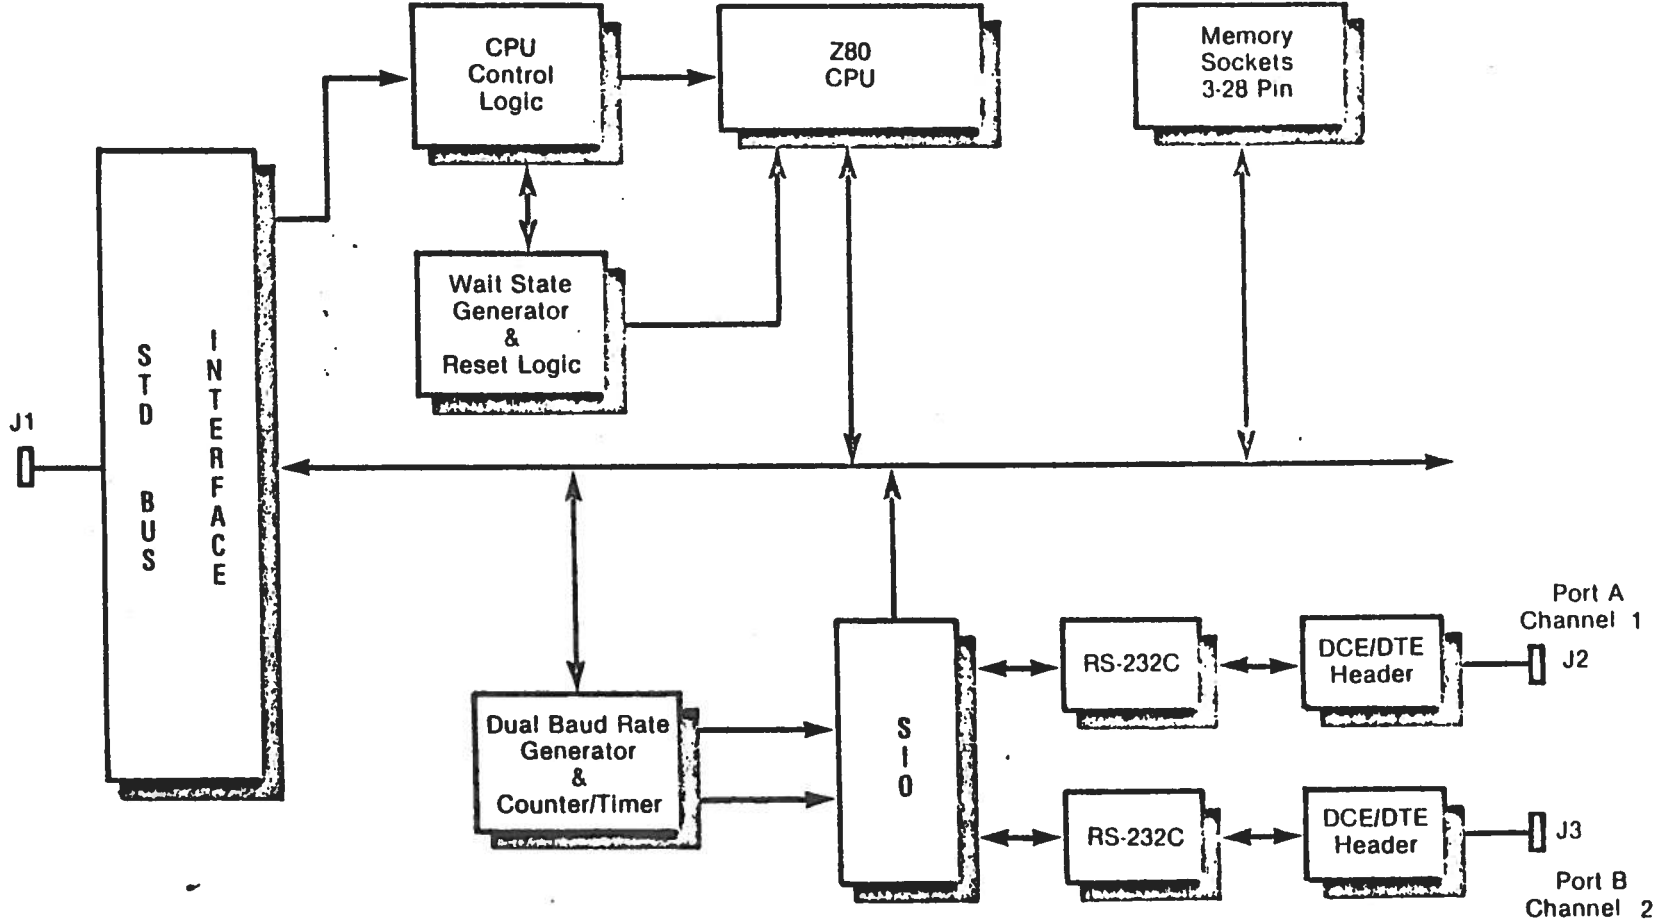 CPU
Control
Logic
Z80
CPU
Memory
Sockets
3-28 Pin
Wait State
Generator
&
Reset Logic
J1
STD BUS
INTERFACE
Dual Baud Rate
Generator
&
Counter/Timer
SIO
RS-232C
DCE/DTE
Header
Port A
Channel 1
J2
RS-232C
DCE/DTE
Header
J3
Port B
Channel 2